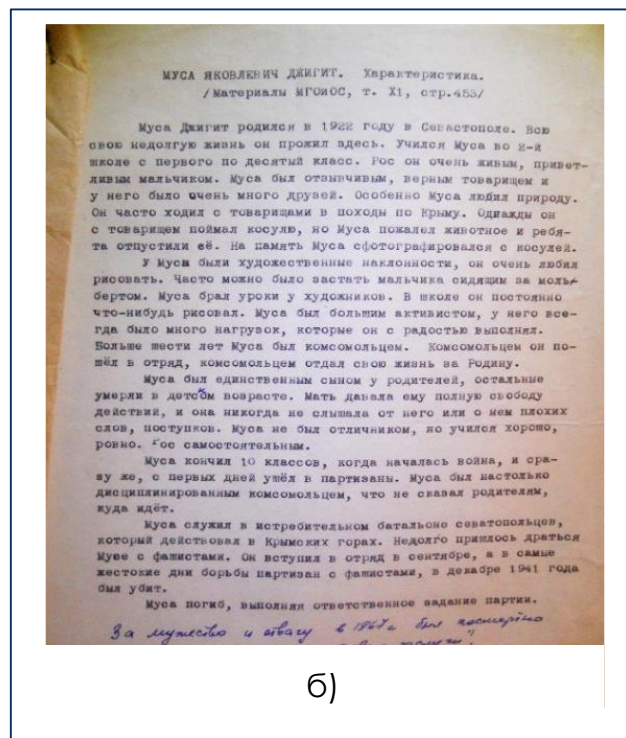 МУСА ЯКОВЛЕВИЧ ДЖИГИТ. Характеристика.
/Материалы МГОИОС, т. X1, стр.453/
Муса Джигит родился в 1922 году в Севастополе. Всю
свою недолгую жизнь он прожил здесь. Учился Муса во 2-й
школе с первого по десятый класс. Рос он очень живым, привет-
ливым мальчиком. Муса был отзывчивым, верным товарищем и
у него было очень много друзей. Особенно Муса любил природу.
Он часто ходил с товарищами в походы по Крыму. Однажды он
с товарищем поймал косулю, но Муса пожалел животное и ребя-
та отпустили её. На память Муса сфотографировался с косулей.
У Мусы были художественные наклонности, он очень любил
рисовать. Часто можно было застать мальчика сидящим за моль-
бертом. Муса брал уроки у художников. В школе он постоянно
что-нибудь рисовал. Муса был большим активистом, у него все-
гда было много нагрузок, которые он с радостью выполнял.
Больше шести лет Муса был комсомольцем. Комсомольцем он по-
шёл в отряд, комсомольцем отдал свою жизнь за Родину.
Муса был единственным сыном у родителей, остальные
умерли в детском возрасте. Мать давала ему полную свободу
действий, и она никогда не слышала от него или о нем плохих
слов, поступков. Муса не был отличником, но учился хорошо,
ровно. Рос самостоятельным.
Муса кончил 10 классов, когда началась война, и сра-
зу же, с первых дней ушёл в партизаны. Муса был настолько
дисциплинированным комсомольцем, что не сказал родителям,
куда идёт.
Муса служил в истребительном батальоне севатопольцев,
который действовал в Крымских горах. Недолго пришлось драться
Мусе с фашистами. Он вступил в отряд в сентябре, а в самые
жестокие дни борьбы партизан с фашистами, в декабре 1941 года
был убит.
Муса погиб, выполняя ответственное задание партии.
За мужество и отвагу в 1967г был посмертно
б)